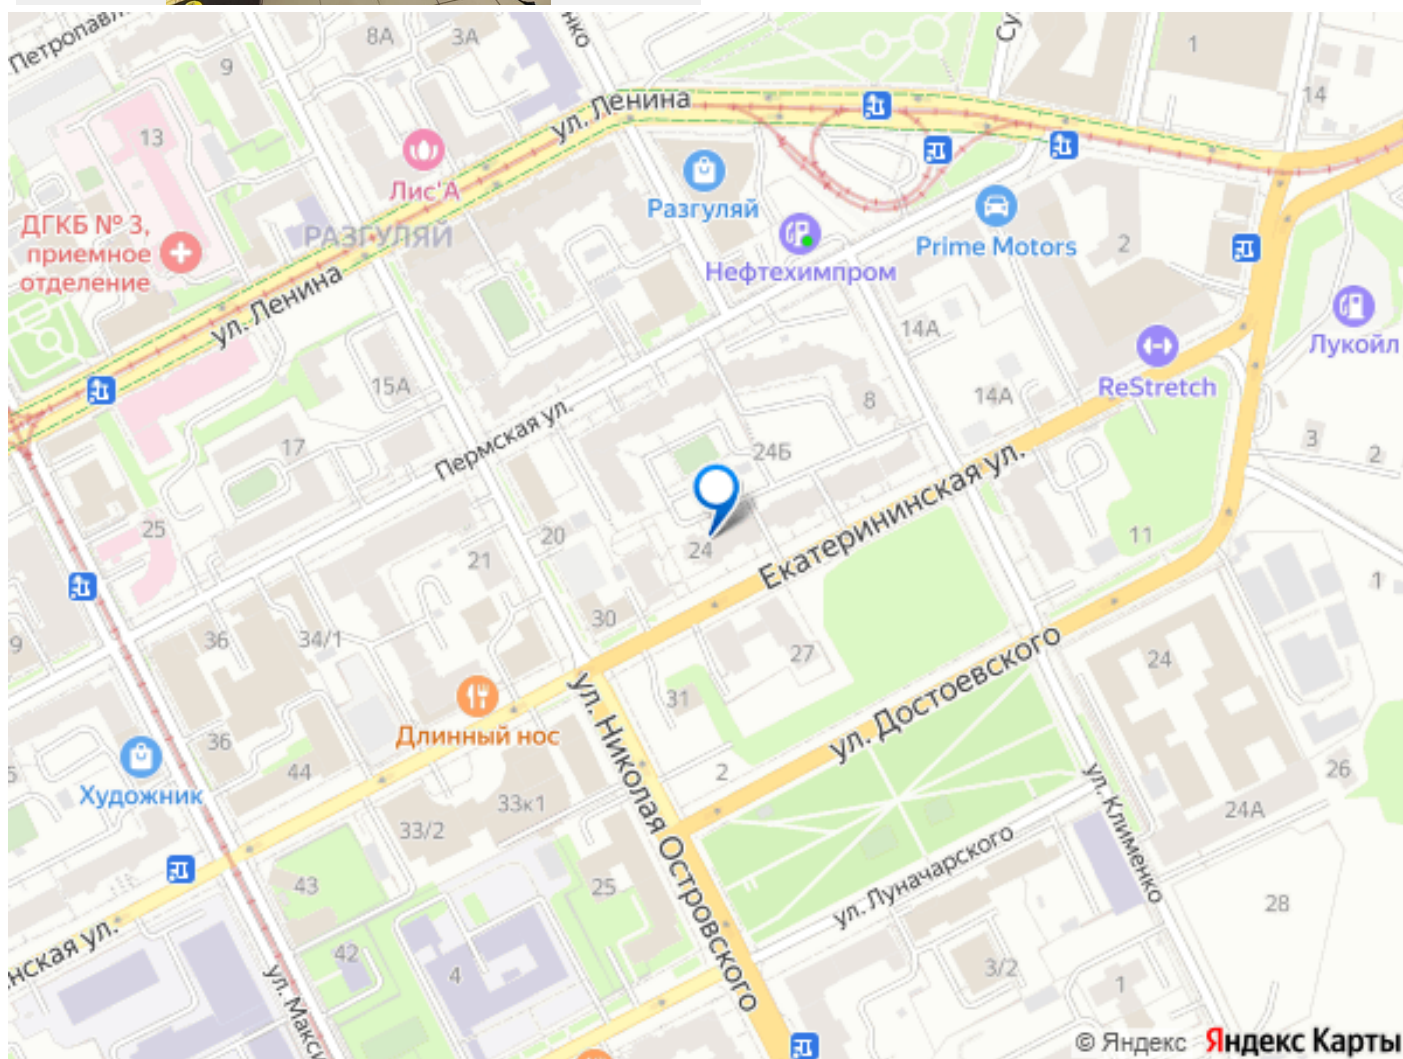 8А
3А
нко
Петропавл
9
1
14
ул. Ленина
13
Лис'А
Разгуляй
РАЗГУЛЯЙ
ДГКБ № 3,
приемное
отделение
Нефтехимпром
Prime Motors
2
ул. Ленина
14А
Лукойл
ReStretch
15А
8
14А
Пермская ул.
17
24Б
3
2
Екатерининская ул.
25
20
24
11
21
1
30
36
34/1
9
27
24
31
ул. Николая Островского
ул. Достоевского
Длинный нос
36
44
2
26
Художник
33к1
24А
33/2
ул. Клименко
ул. Луначарского
43
25
28
нская ул.
42
4
3/2
1
ул. Макси
© Яндекс Яндекс Карты